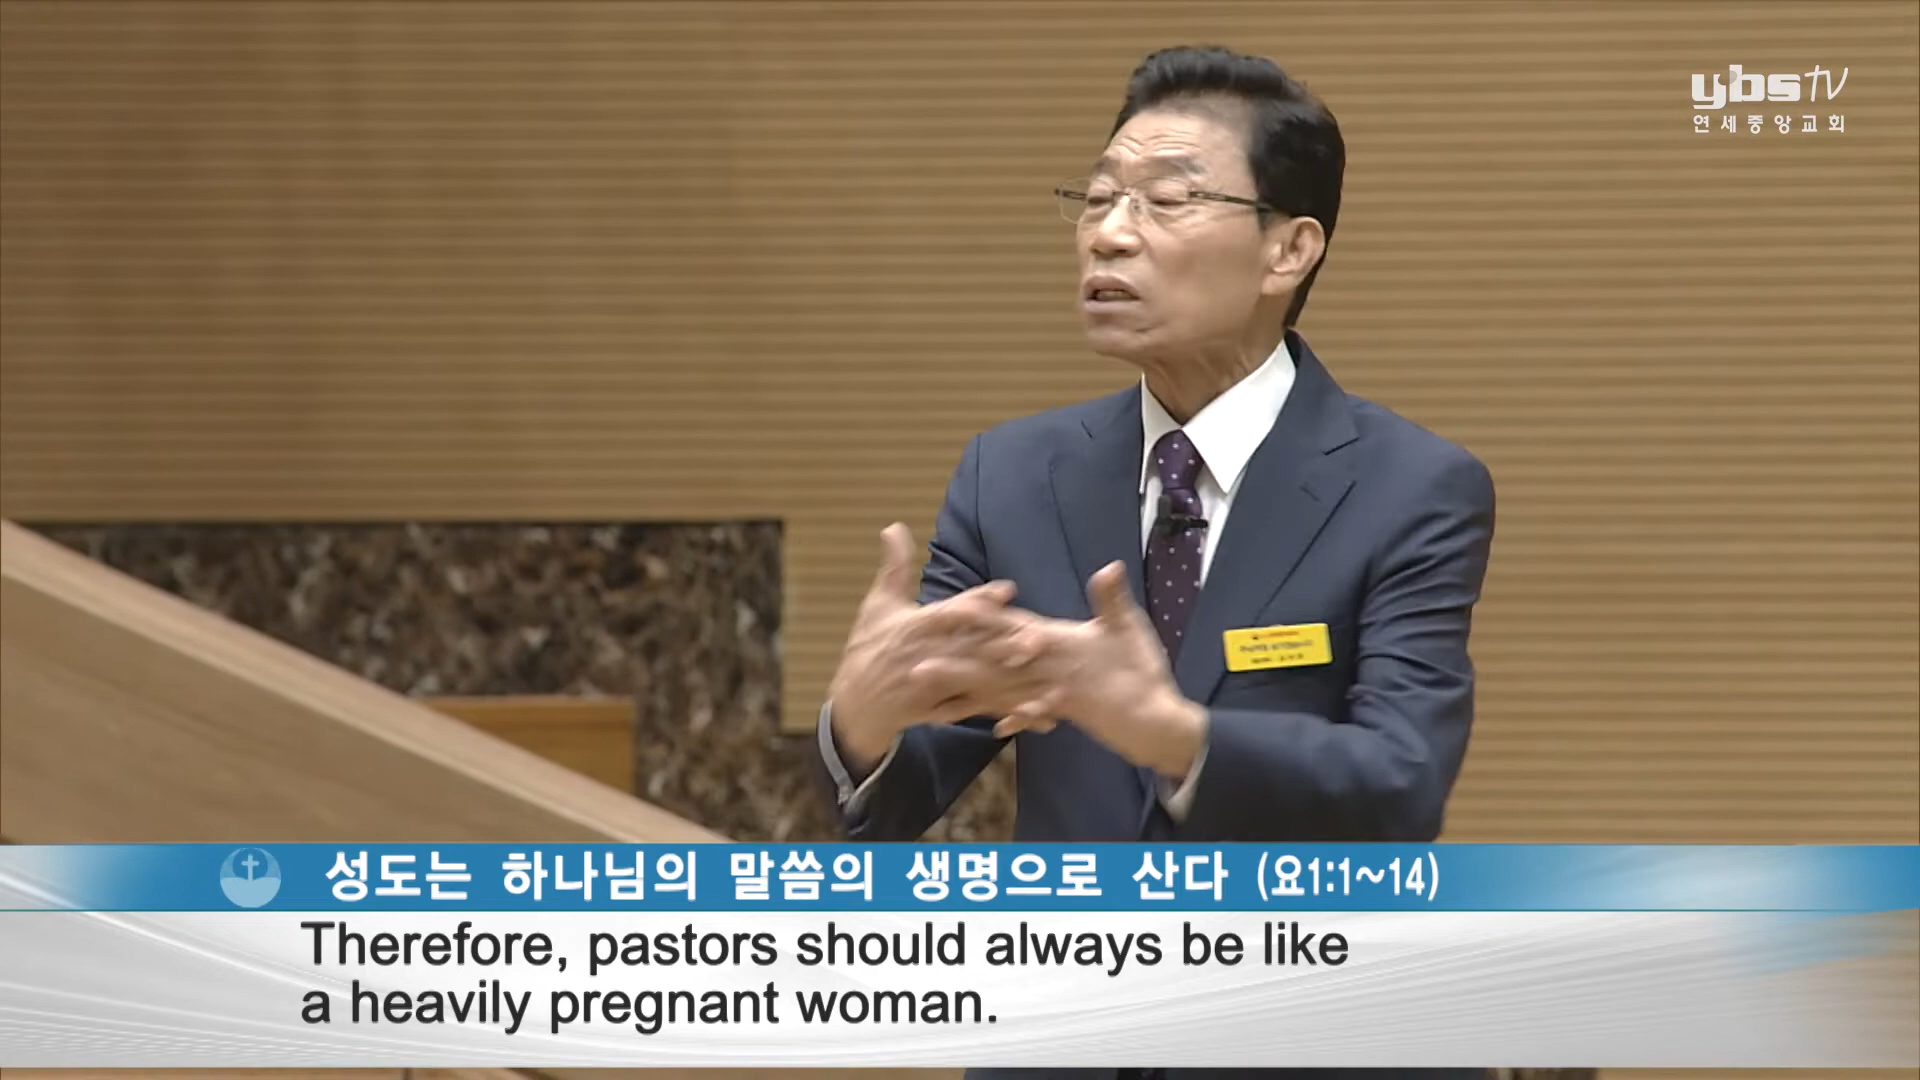 ybstv
연세중앙교회
성도는 하나님의 말씀의 생명으로 산다 (요1:1~14)
Therefore, pastors should always be like
a heavily pregnant woman.